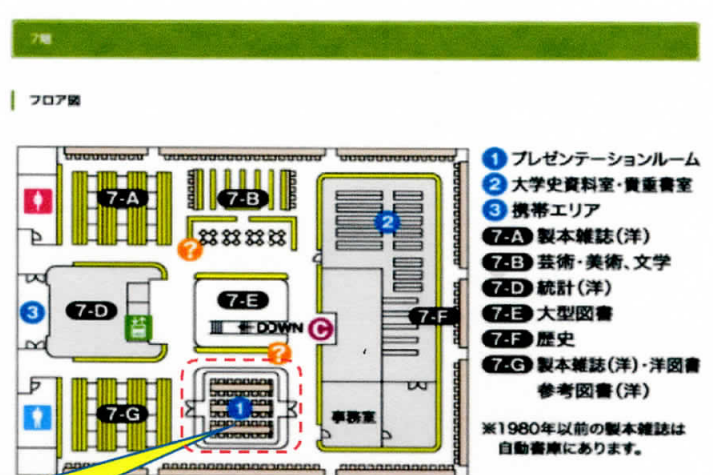 7階
フロア図
7-A
7-B
?
3
7-D
7-E
DOWN
C
?
2
7-F
7-G
1
事務室
1 プレゼンテーションルーム
2 大学史資料室・貴重書室
3 携帯エリア
7-A 製本雑誌(洋)
7-B 芸術・美術、文学
7-D 統計(洋)
7-E 大型図書
7-F 歴史
7-G 製本雑誌(洋)・洋図書
参考図書(洋)
※1980年以前の製本雑誌は
自動書庫にあります。